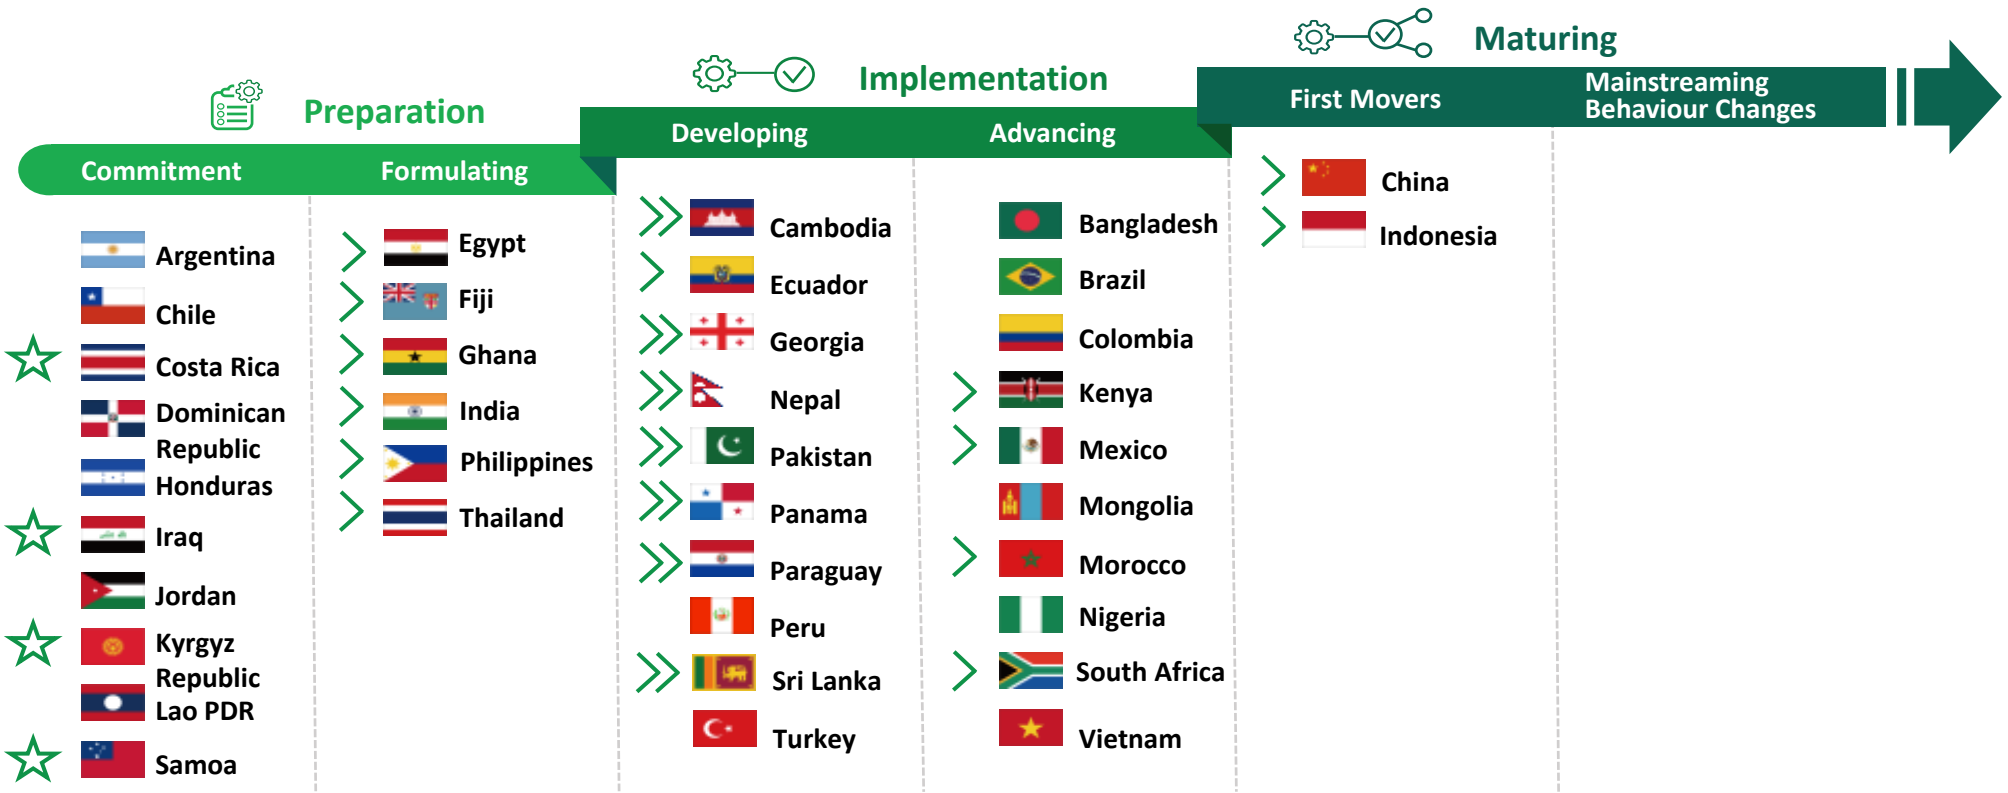 Preparation
Commitment
Formulating
Argentina
Chile
Costa Rica
Dominican
Republic
Honduras
Iraq
Jordan
Kyrgyz
Republic
Lao PDR
Samoa
Egypt
Fiji
Ghana
India
Philippines
Thailand
Implementation
Developing
Advancing
Cambodia
Ecuador
Georgia
Nepal
Pakistan
Panama
Paraguay
Peru
Sri Lanka
Turkey
Bangladesh
Brazil
Colombia
Kenya
Mexico
Mongolia
Morocco
Nigeria
South Africa
Vietnam
Maturing
First Movers
Mainstreaming
Behaviour Changes
China
Indonesia